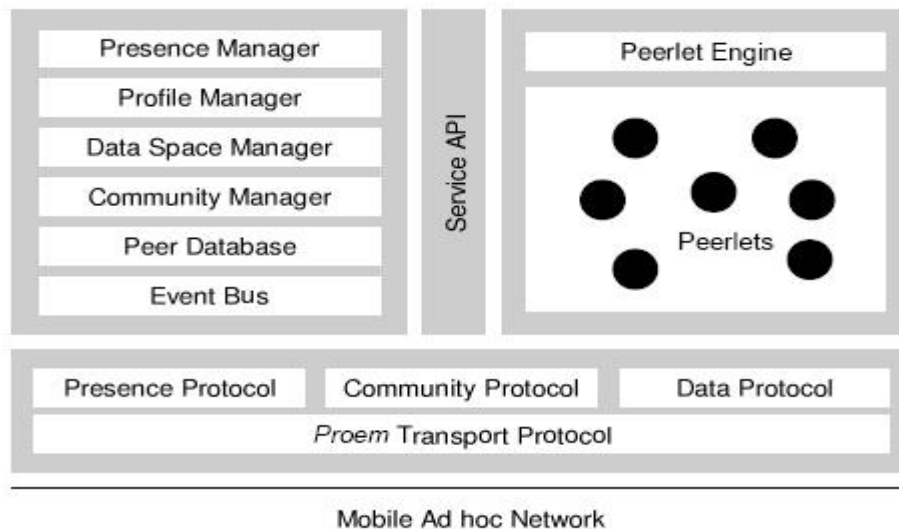 Presence Manager
Profile Manager
Data Space Manager
Community Manager
Peer Database
Event Bus
Service API
Peerlet Engine
Peerlets
Presence Protocol
Community Protocol
Data Protocol
Proem Transport Protocol
Mobile Ad hoc Network